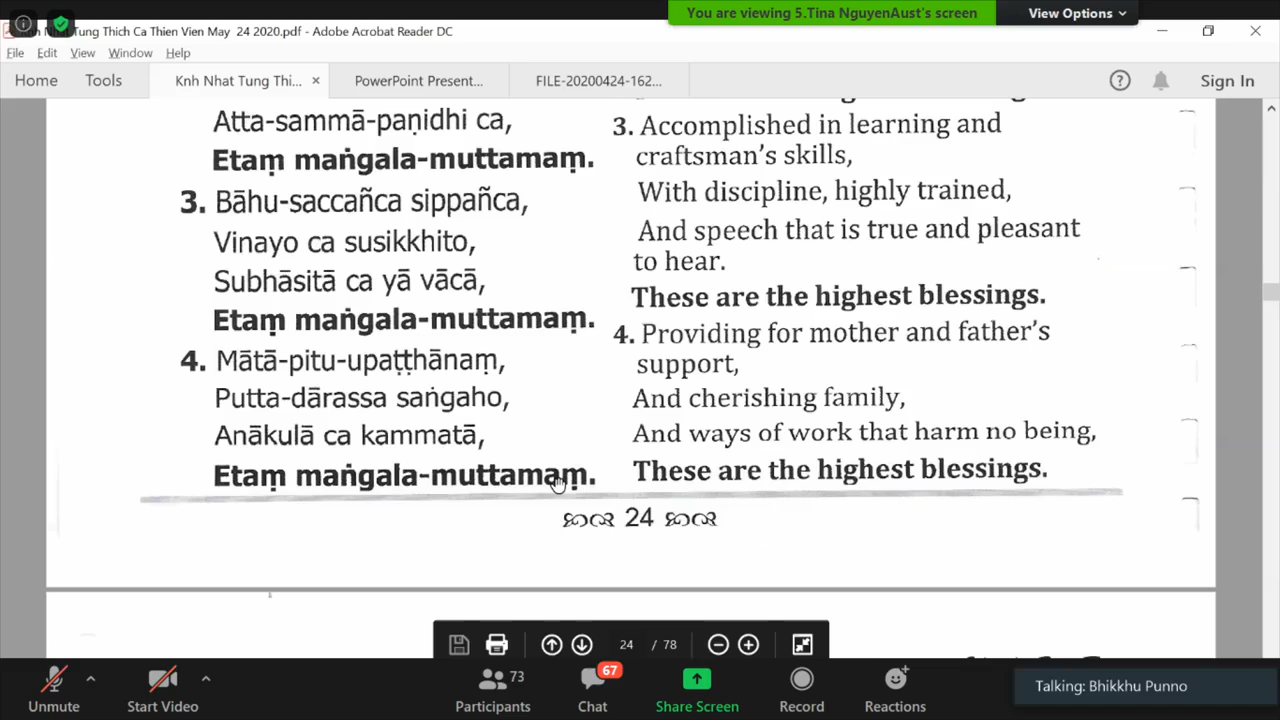 You are viewing 5.Tina NguyenAust's screen
View Options
nh Nhat Tung Thich Ca Thien Vien May 24 2020.pdf - Adobe Acrobat Reader DC
File Edit View Window Help
Home Tools Knh Nhat Tung Thi... × PowerPoint Present... FILE-20200424-162... Sign In
Atta-sammā-paṇidhi ca,
Etaṃ maṅgala-muttamaṃ.
3. Bāhu-saccañca sippañca,
Vinayo ca susikkhito,
Subhāsitā ca yā vācā,
Etaṃ maṅgala-muttamaṃ.
4. Mātā-pitu-upaṭṭhānaṃ,
Putta-dārassa saṅgaho,
Anākulā ca kammatā,
Etaṃ maṅgala-muttamaṃ.
3. Accomplished in learning and
craftsman's skills,
With discipline, highly trained,
And speech that is true and pleasant
to hear.
These are the highest blessings.
4. Providing for mother and father's
support,
And cherishing family,
And ways of work that harm no being,
These are the highest blessings.
24
24 / 78
Unmute Start Video Participants 73 Chat 67 Share Screen Record Reactions
Talking: Bhikkhu Punno